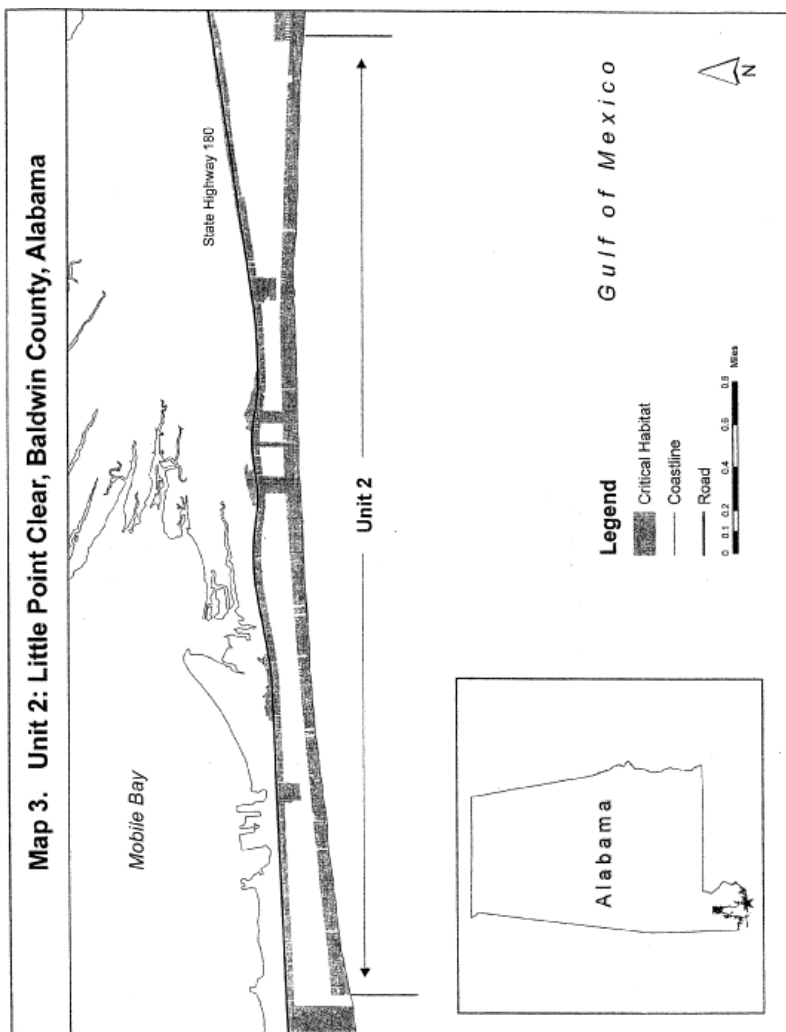 Map 3.   Unit 2: Little Point Clear, Baldwin County, Alabama
Mobile Bay
State Highway 180
Unit 2
Gulf of Mexico
Alabama
Legend
Critical Habitat
Coastline
Road
0 0.1 0.2 0.4 0.6 0.8
Miles
N